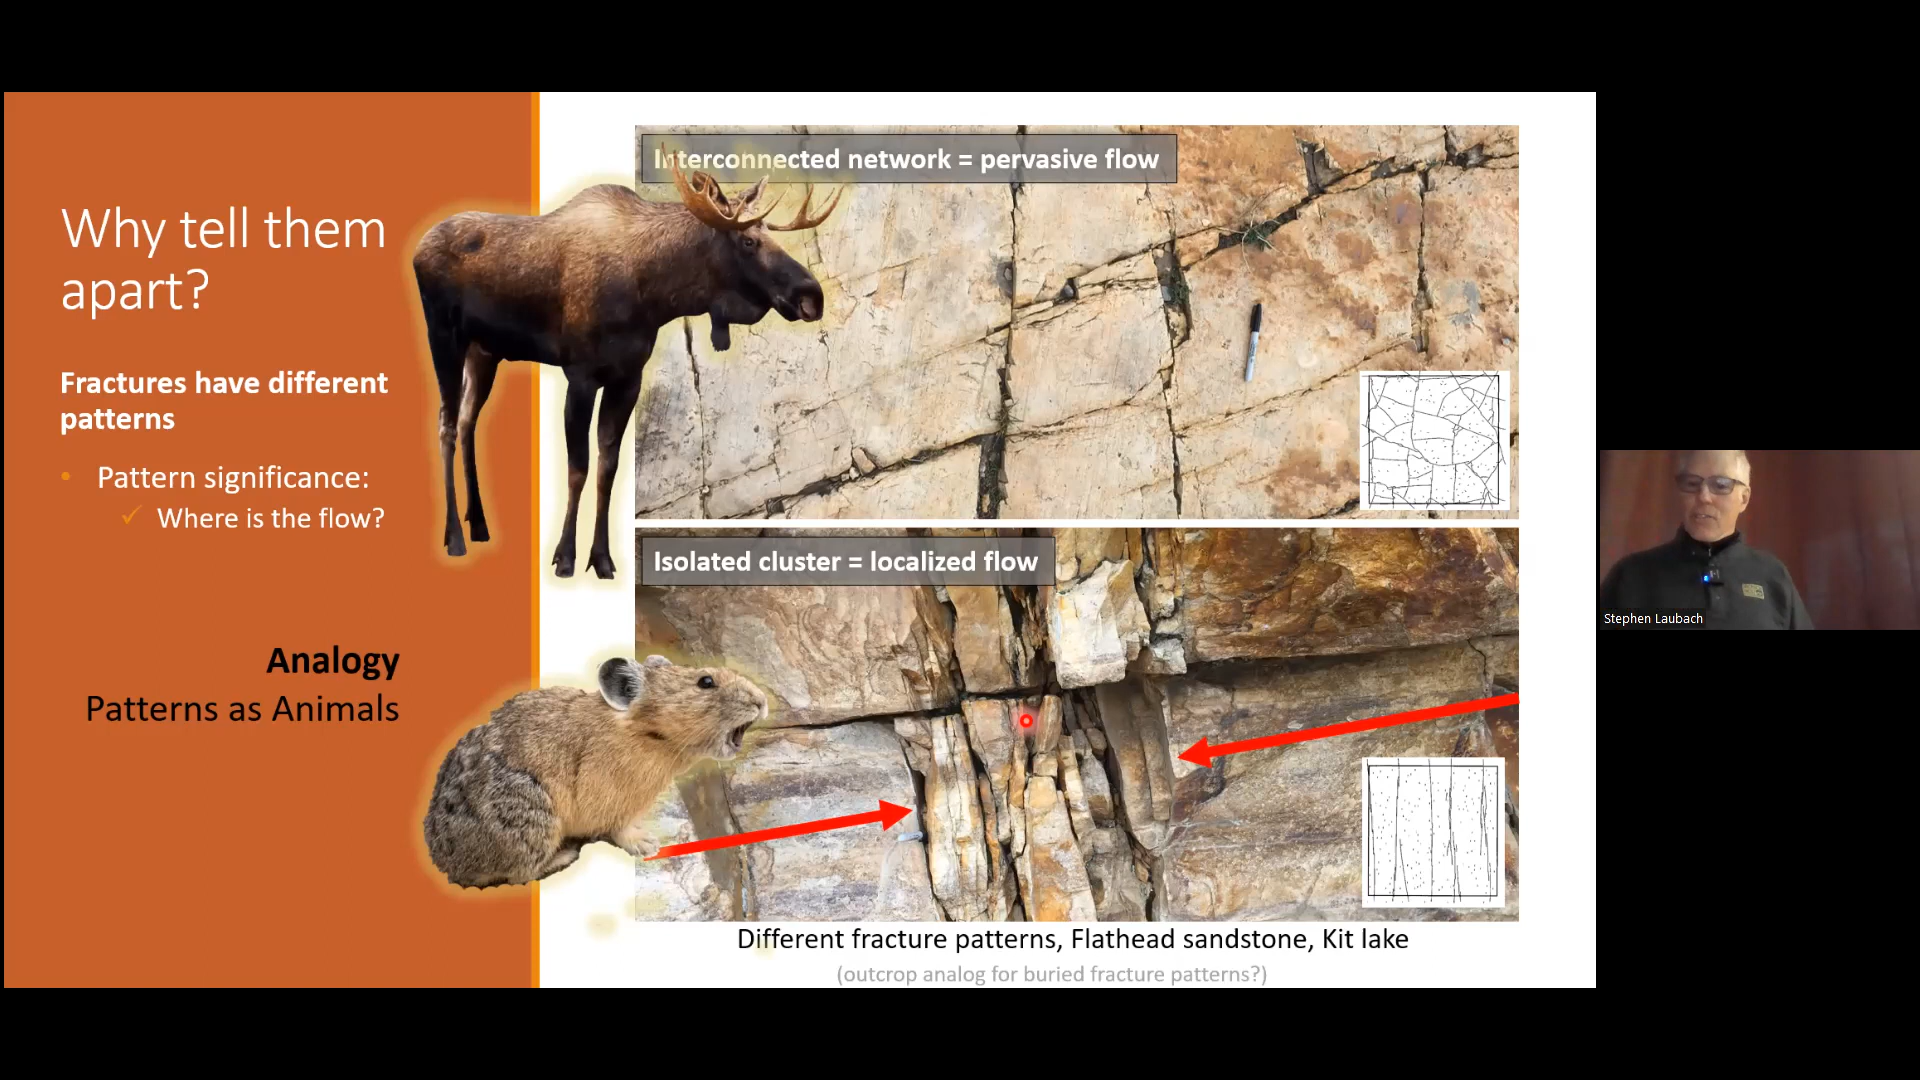 Why tell them
apart?
Fractures have different
patterns
• Pattern significance:
✓ Where is the flow?
Analogy
Patterns as Animals
Interconnected network = pervasive flow
Isolated cluster = localized flow
Different fracture patterns, Flathead sandstone, Kit lake
(outcrop analog for buried fracture patterns?)
Stephen Laubach